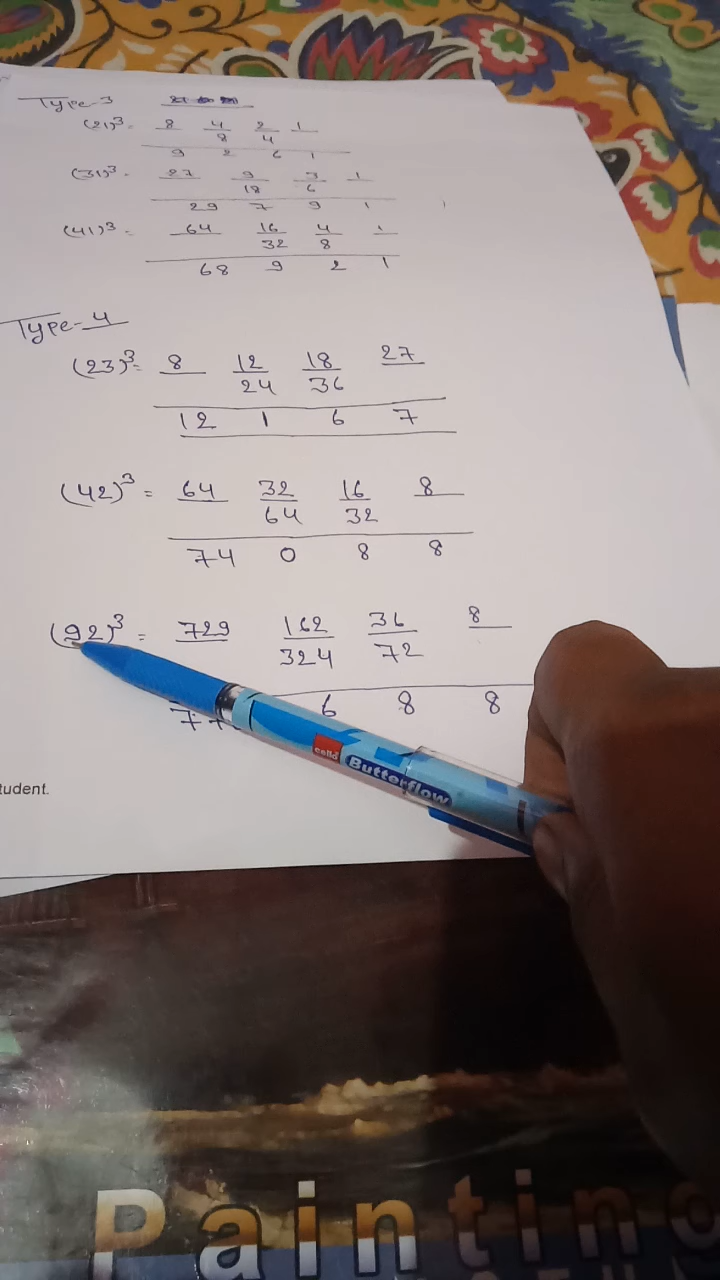 Type-3
(21)³= 8 4 2 1
8 4
9 2 6 1
(31)³- 27 9 3 1
18 6
29 7 9 1
(41)³= 64 16 4 1
32 8
68 9 2 1
Type-4
(23)³= 8 12 18 27
24 36
12 1 6 7
(42)³= 64 32 16 8
64 32
74 0 8 8
(92)³= 729 162 36 8
324 72
6 8 8
cello Butterflow
tudent.
Painting